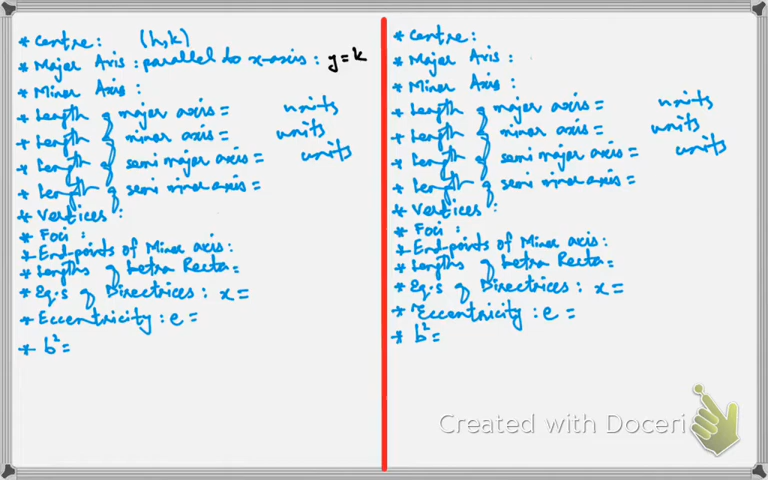 * Centre: (h,k)
* Major Axis : parallel to x-axis : y=k
* Minor Axis :
* Length of major axis = units
* Length of minor axis = units
* Length of semi major axis = units
* Length of semi minor axis =
* Vertices :
* Foci :
* End-points of Minor axis:
* Lengths of Letra Recta=
* Eq.s of Directrices : x =
* Eccentricity : e =
* b²=
* Centre:
* Major Axis :
* Minor Axis :
* Length of major axis = units
* Length of minor axis = units
* Length of semi major axis = units
* Length of semi minor axis =
* Vertices :
* Foci :
* End-points of Minor axis:
* Lengths of Letra Recta=
* Eq.s of Directrices : x =
* Eccentricity : e =
* b²=
Created with Doceri